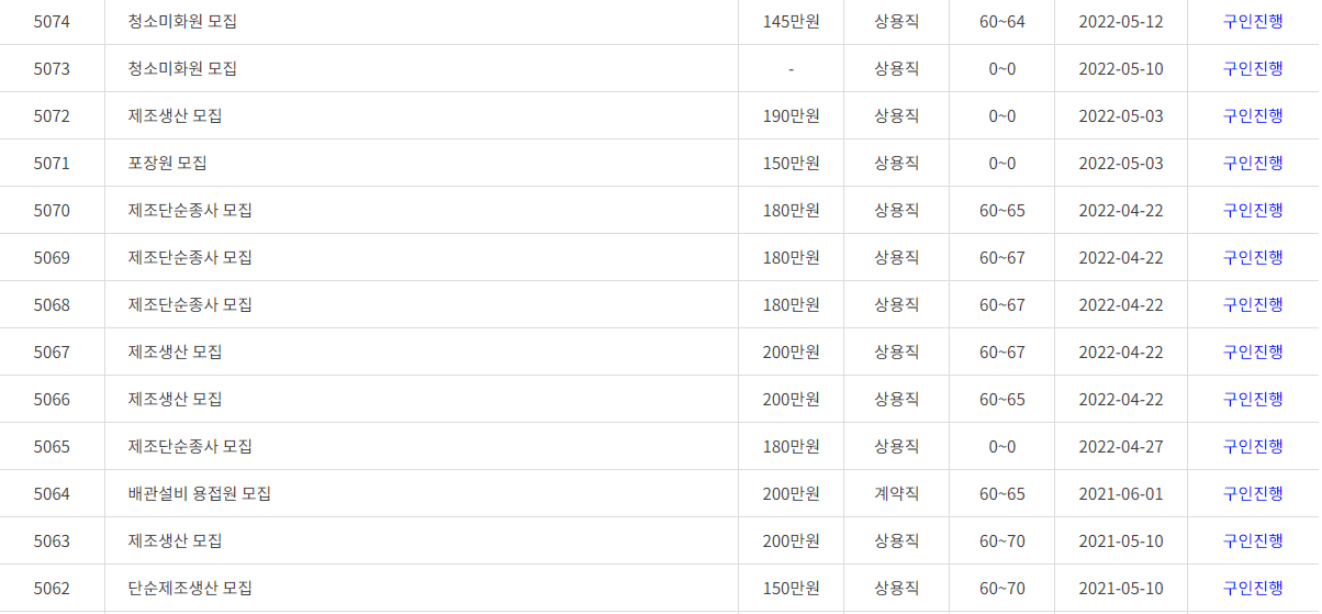 5074 청소미화원 모집 145만원 상용직 60~64 2022-05-12 구인진행
5073 청소미화원 모집 - 상용직 0~0 2022-05-10 구인진행
5072 제조생산 모집 190만원 상용직 0~0 2022-05-03 구인진행
5071 포장원 모집 150만원 상용직 0~0 2022-05-03 구인진행
5070 제조단순종사 모집 180만원 상용직 60~65 2022-04-22 구인진행
5069 제조단순종사 모집 180만원 상용직 60~67 2022-04-22 구인진행
5068 제조단순종사 모집 180만원 상용직 60~67 2022-04-22 구인진행
5067 제조생산 모집 200만원 상용직 60~67 2022-04-22 구인진행
5066 제조생산 모집 200만원 상용직 60~65 2022-04-22 구인진행
5065 제조단순종사 모집 180만원 상용직 0~0 2022-04-27 구인진행
5064 배관설비 용접원 모집 200만원 계약직 60~65 2021-06-01 구인진행
5063 제조생산 모집 200만원 상용직 60~70 2021-05-10 구인진행
5062 단순제조생산 모집 150만원 상용직 60~70 2021-05-10 구인진행